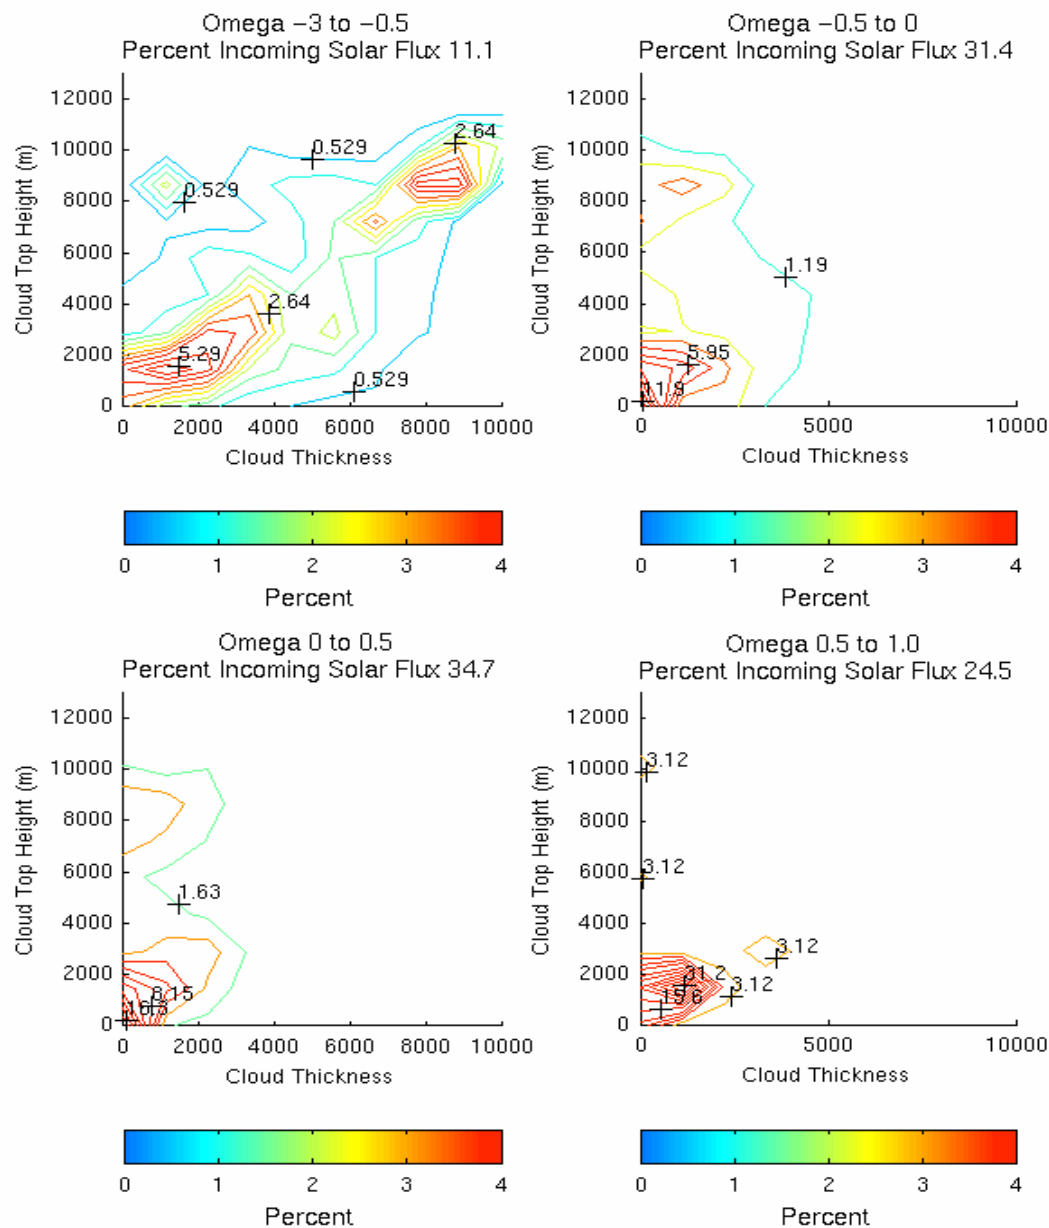 Omega −3 to −0.5
Percent Incoming Solar Flux 11.1
Cloud Top Height (m)
12000
10000
8000
6000
4000
2000
0
0.529
0.529
2.64
2.64
5.29
0.529
0 2000 4000 6000 8000 10000
Cloud Thickness
0 1 2 3 4
Percent
Omega −0.5 to 0
Percent Incoming Solar Flux 31.4
Cloud Top Height (m)
12000
10000
8000
6000
4000
2000
0
1.19
5.95
11.9
0 5000 10000
Cloud Thickness
0 1 2 3 4
Percent
Omega 0 to 0.5
Percent Incoming Solar Flux 34.7
Cloud Top Height (m)
12000
10000
8000
6000
4000
2000
0
1.63
8.15
16.3
0 2000 4000 6000 8000 10000
Cloud Thickness
0 1 2 3 4
Percent
Omega 0.5 to 1.0
Percent Incoming Solar Flux 24.5
Cloud Top Height (m)
12000
10000
8000
6000
4000
2000
0
3.12
3.12
3.12
31.2
3.12
15.6
0 5000 10000
Cloud Thickness
0 1 2 3 4
Percent